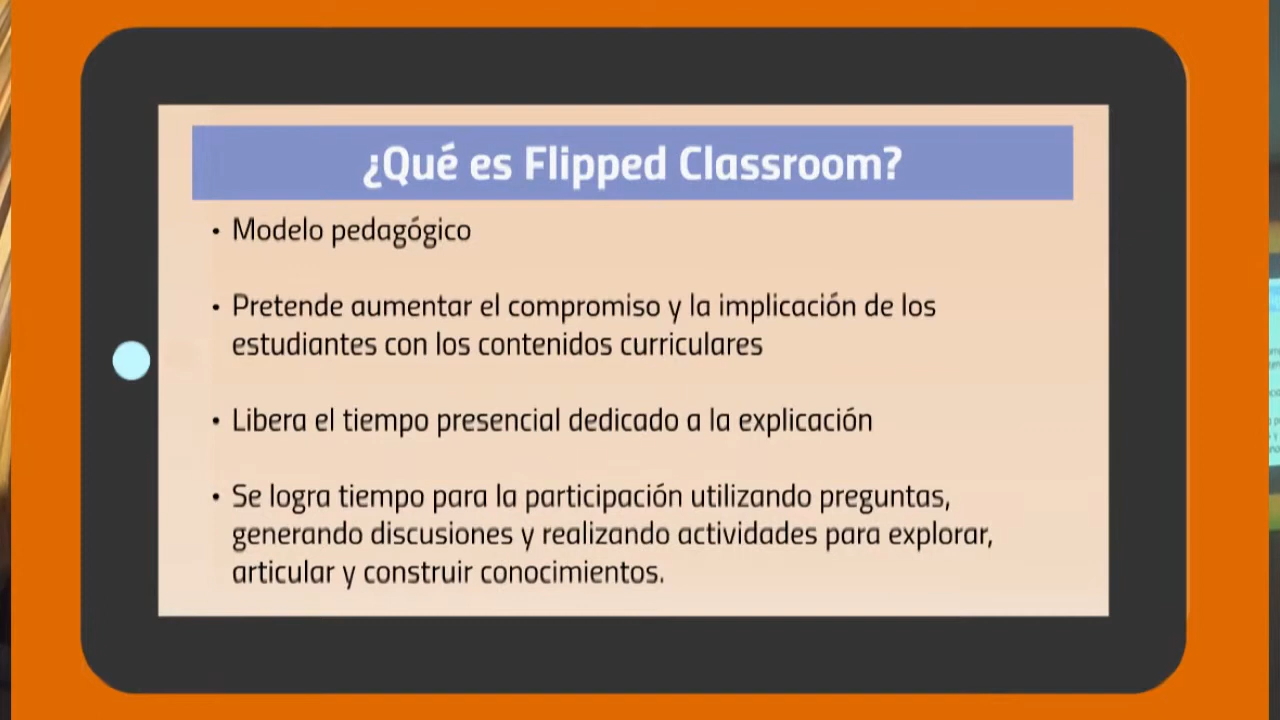 ¿Qué es Flipped Classroom?
• Modelo pedagógico
• Pretende aumentar el compromiso y la implicación de los
estudiantes con los contenidos curriculares
• Libera el tiempo presencial dedicado a la explicación
• Se logra tiempo para la participación utilizando preguntas,
generando discusiones y realizando actividades para explorar,
articular y construir conocimientos.